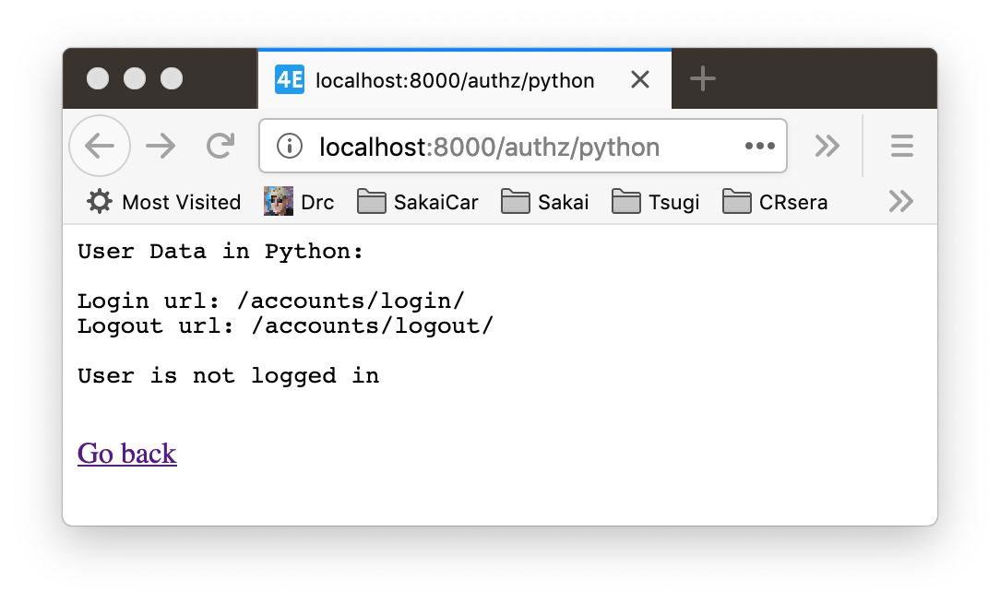 4E localhost:8000/authz/python
localhost:8000/authz/python
Most Visited Drc SakaiCar Sakai Tsugi CRsera
User Data in Python:
Login url: /accounts/login/
Logout url: /accounts/logout/
User is not logged in
Go back